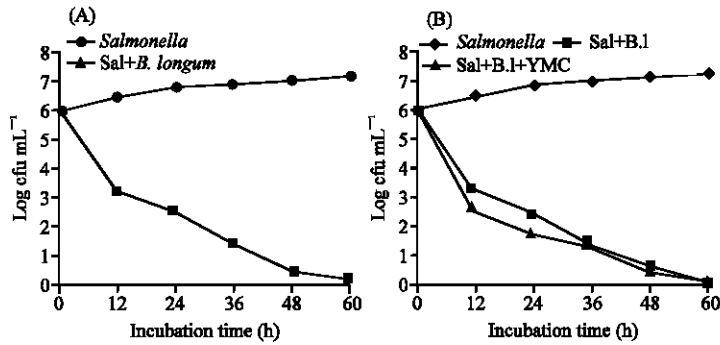 (A)
Salmonella
Sal+B. longum
8
7
6
5
4
3
2
1
0
Log cfu mL⁻¹
0 12 24 36 48 60
Incubation time (h)
(B)
Salmonella Sal+B.l
Sal+B.l+YMC
8
7
6
5
4
3
2
1
0
Log cfu mL⁻¹
0 12 24 36 48 60
Incubation time (h)